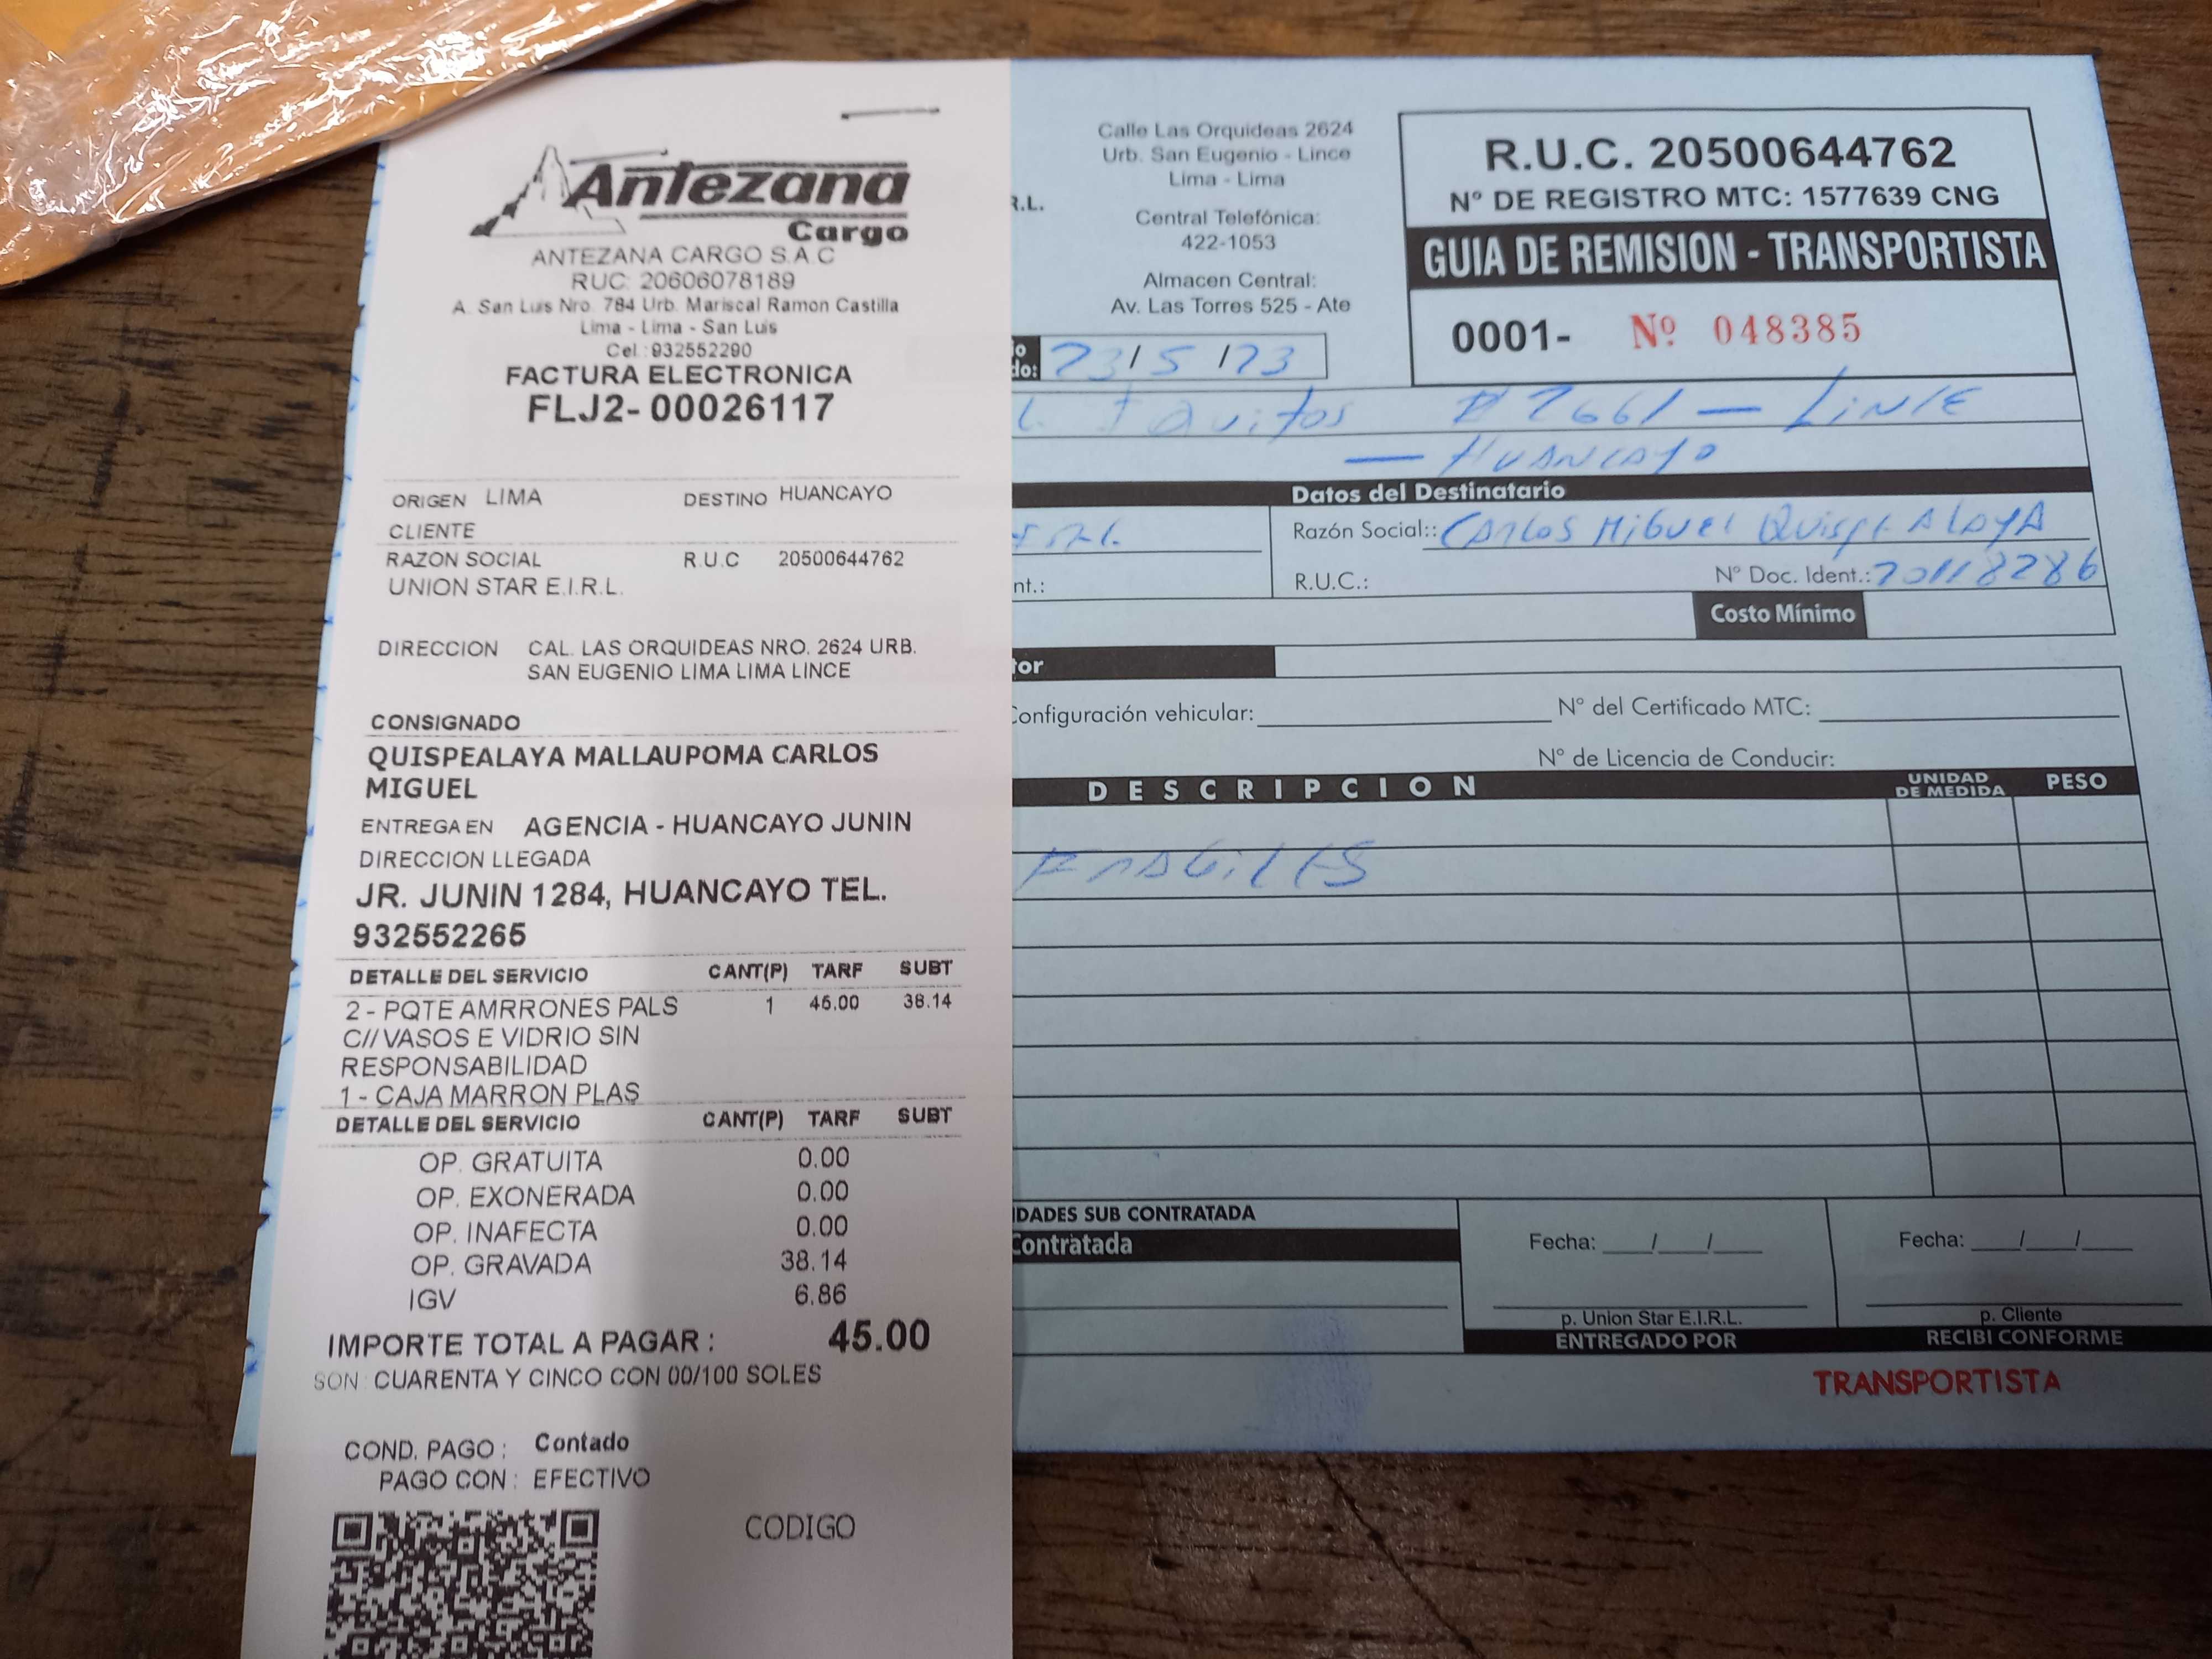 Antezana
Cargo
ANTEZANA CARGO S.A.C
RUC: 20606078189
A. San Luis Nro. 784 Urb. Mariscal Ramon Castilla
Lima - Lima - San Luis
Cel.:932552290
FACTURA ELECTRONICA
FLJ2- 00026117
ORIGEN LIMA DESTINO HUANCAYO
CLIENTE
RAZON SOCIAL R.U.C 20500644762
UNION STAR E.I.R.L.
DIRECCION CAL. LAS ORQUIDEAS NRO. 2624 URB.
SAN EUGENIO LIMA LIMA LINCE
CONSIGNADO
QUISPEALAYA MALLAUPOMA CARLOS
MIGUEL
ENTREGA EN AGENCIA - HUANCAYO JUNIN
DIRECCION LLEGADA
JR. JUNIN 1284, HUANCAYO TEL.
932552265
DETALLE DEL SERVICIO CANT(P) TARF SUBT
2 - PQTE AMRRONES PALS 1 45.00 38.14
C// VASOS E VIDRIO SIN
RESPONSABILIDAD
1 - CAJA MARRON PLAS
DETALLE DEL SERVICIO CANT(P) TARF SUBT
OP. GRATUITA 0.00
OP. EXONERADA 0.00
OP. INAFECTA 0.00
OP. GRAVADA 38.14
IGV 6.86
IMPORTE TOTAL A PAGAR : 45.00
SON : CUARENTA Y CINCO CON 00/100 SOLES
COND. PAGO : Contado
PAGO CON : EFECTIVO
CODIGO
R.L.
Calle Las Orquideas 2624
Urb. San Eugenio - Lince
Lima - Lima
Central Telefónica:
422-1053
Almacen Central:
Av. Las Torres 525 - Ate
R.U.C. 20500644762
Nº DE REGISTRO MTC: 1577639 CNG
GUIA DE REMISION - TRANSPORTISTA
0001- Nº 048385
do: 23/5/23
Iquitos # 2661 — Lince
— Huancayo
Datos del Destinatario
Razón Social:: Carlos Miguel Quispe Alaya
nt.: R.U.C.: Nº Doc. Ident.: 20118286
Costo Mínimo
tor
Configuración vehicular: Nº del Certificado MTC:
Nº de Licencia de Conducir:
DESCRIPCION UNIDAD DE MEDIDA PESO
Fragiles
IDADES SUB CONTRATADA
Contratada
Fecha: / / Fecha: / /
p. Union Star E.I.R.L. p. Cliente
ENTREGADO POR RECIBI CONFORME
TRANSPORTISTA